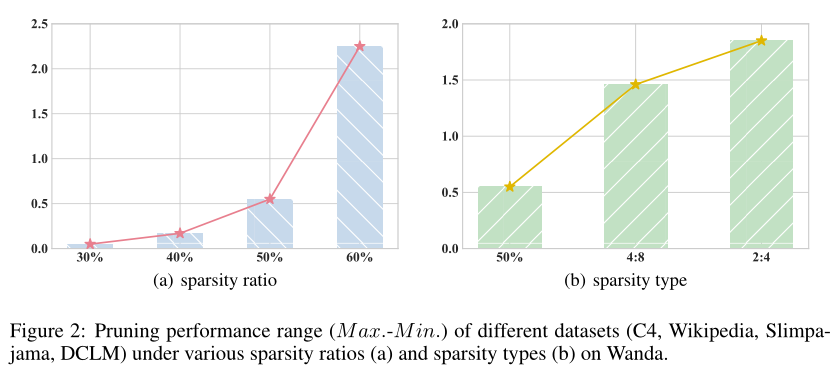 2.5
2.0
1.5
1.0
0.5
0.0
30% 40% 50% 60%
(a) sparsity ratio
2.0
1.5
1.0
0.5
0.0
50% 4:8 2:4
(b) sparsity type
Figure 2: Pruning performance range (Max.-Min.) of different datasets (C4, Wikipedia, Slimpa-
jama, DCLM) under various sparsity ratios (a) and sparsity types (b) on Wanda.